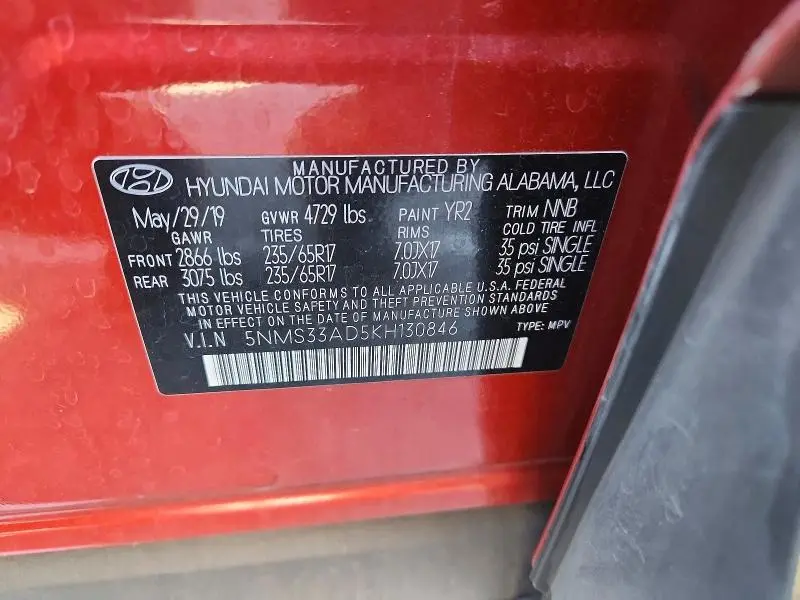 MANUFACTURED BY
HYUNDAI MOTOR MANUFACTURING ALABAMA, LLC
May/29/19 GVWR 4729 lbs PAINT YR2 TRIM NNB
GAWR TIRES RIMS COLD TIRE INFL
FRONT 2866 lbs 235/65R17 7.0JX17 35 psi SINGLE
REAR 3075 lbs 235/65R17 7.0JX17 35 psi SINGLE
THIS VEHICLE CONFORMS TO ALL APPLICABLE U.S.A. FEDERAL
MOTOR VEHICLE SAFETY AND THEFT PREVENTION STANDARDS
IN EFFECT ON THE DATE OF MANUFACTURE SHOWN ABOVE
V.I.N 5NMS33AD5KH130846 TYPE: MPV